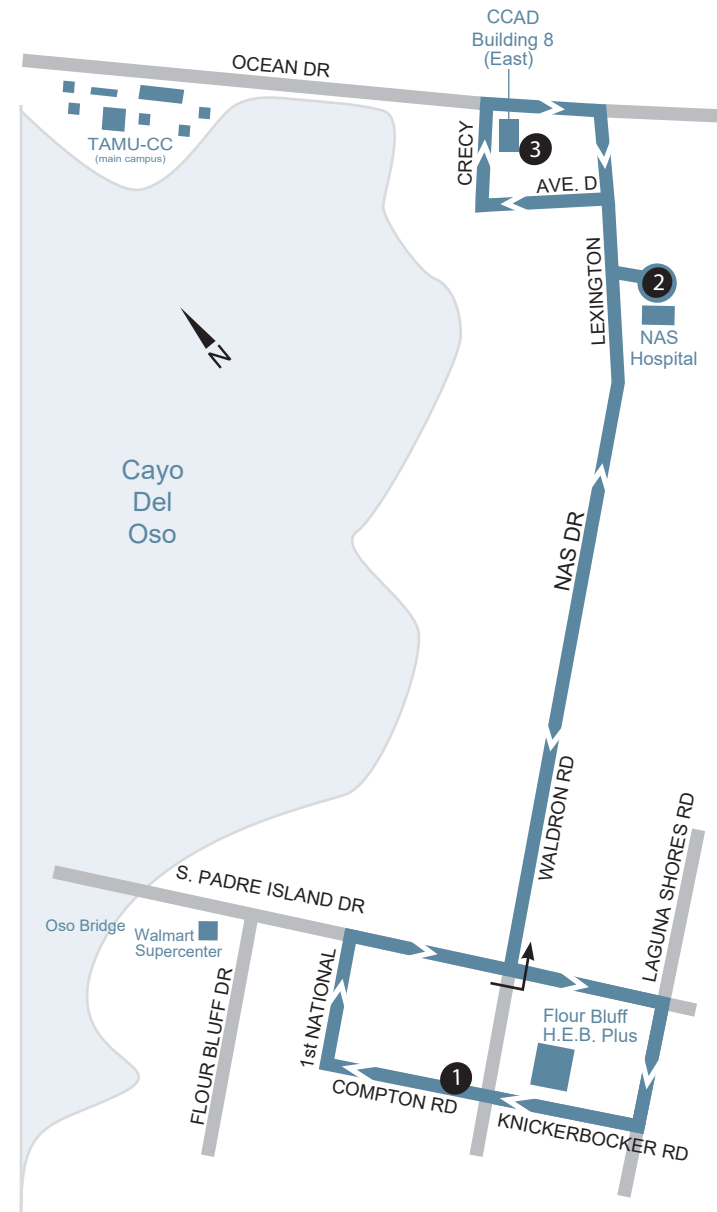 CCAD
Building 8
(East)
OCEAN DR
TAMU-CC
(main campus)
CRECY
3
AVE. D
LEXINGTON
2
NAS
Hospital
N
Cayo
Del
Oso
NAS DR
WALDRON RD
LAGUNA SHORES RD
S. PADRE ISLAND DR
Oso Bridge
Walmart
Supercenter
FLOUR BLUFF DR
1st NATIONAL
Flour Bluff
H.E.B. Plus
1
COMPTON RD
KNICKERBOCKER RD